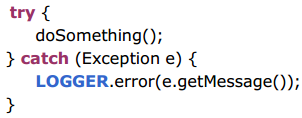 try {
doSomething();
} catch (Exception e) {
LOGGER.error(e.getMessage());
}